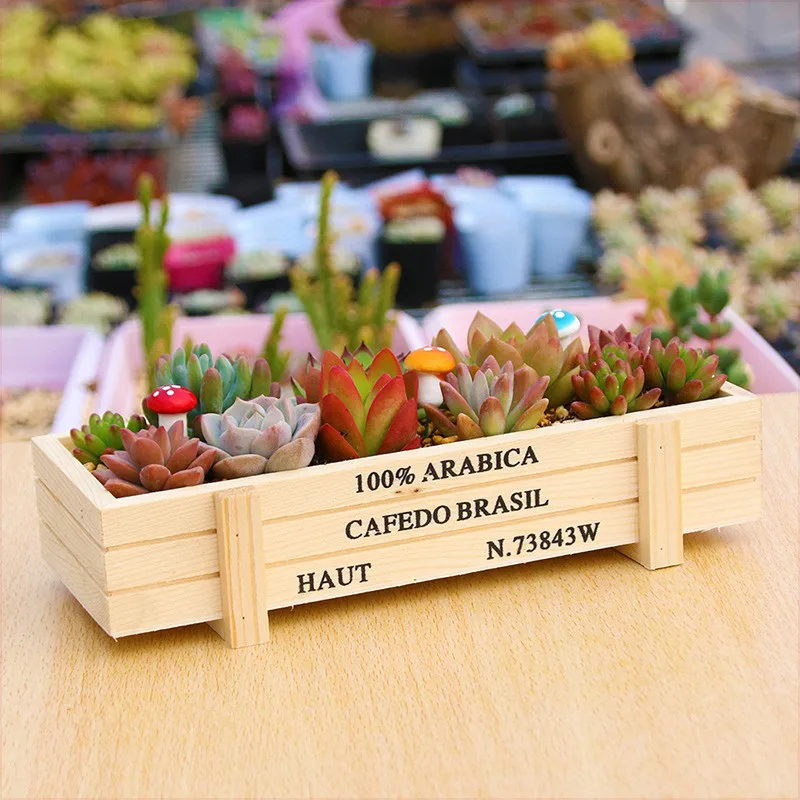 100% ARABICA
CAFEDO BRASIL
HAUT N.73843W